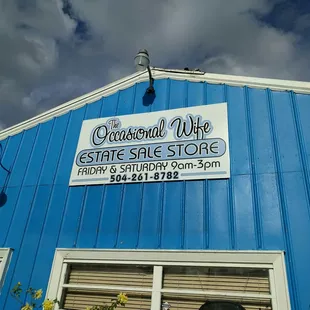 The Occasional Wife
ESTATE SALE STORE
FRIDAY & SATURDAY 9am-3pm
504-261-8782